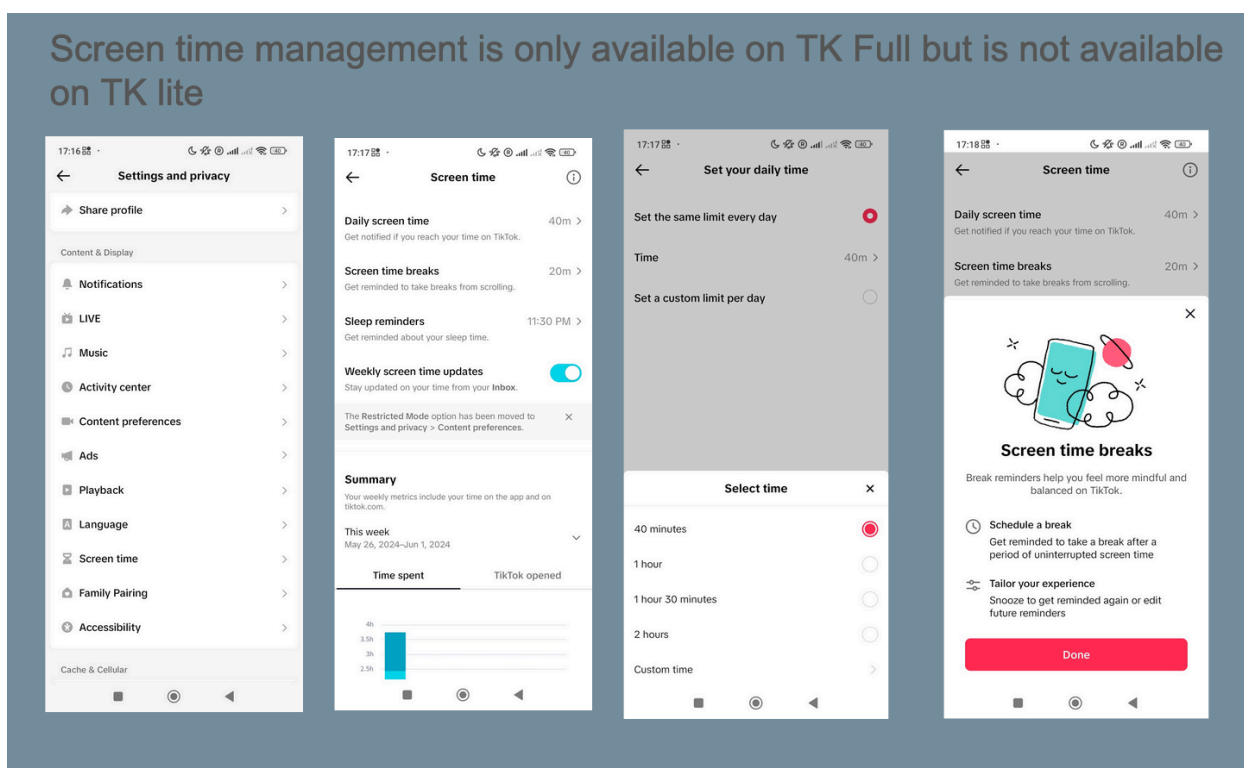 Screen time management is only available on TK Full but is not available
on TK lite
17:16
40
Settings and privacy
Share profile
Content & Display
Notifications
LIVE
Music
Activity center
Content preferences
Ads
Playback
Language
Screen time
Family Pairing
Accessibility
Cache & Cellular
17:17
40
Screen time
Daily screen time 40m
Get notified if you reach your time on TikTok.
Screen time breaks 20m
Get reminded to take breaks from scrolling.
Sleep reminders 11:30 PM
Get reminded about your sleep time.
Weekly screen time updates
Stay updated on your time from your Inbox.
The Restricted Mode option has been moved to
Settings and privacy > Content preferences.
Summary
Your weekly metrics include your time on the app and on
tiktok.com.
This week
May 26, 2024–Jun 1, 2024
Time spent TikTok opened
4h
3.5h
3h
2.5h
17:17
40
Set your daily time
Set the same limit every day
Time 40m
Set a custom limit per day
Select time
40 minutes
1 hour
1 hour 30 minutes
2 hours
Custom time
17:18
40
Screen time
Daily screen time 40m
Get notified if you reach your time on TikTok.
Screen time breaks 20m
Get reminded to take breaks from scrolling.
Screen time breaks
Break reminders help you feel more mindful and
balanced on TikTok.
Schedule a break
Get reminded to take a break after a
period of uninterrupted screen time
Tailor your experience
Snooze to get reminded again or edit
future reminders
Done